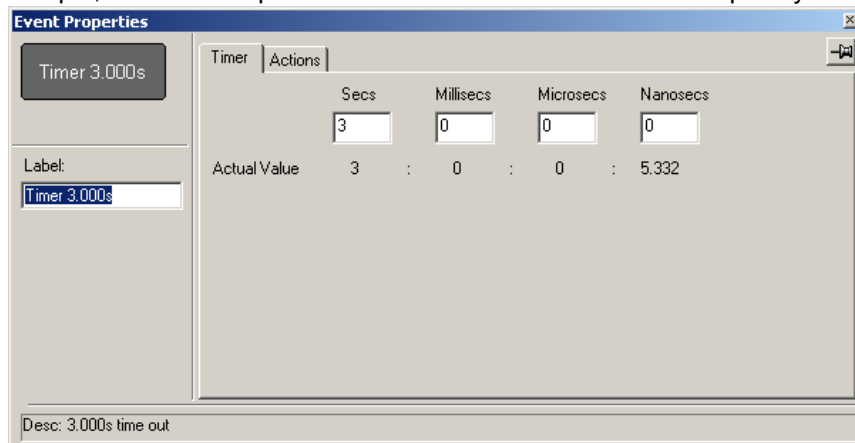 Event Properties
Timer 3.000s
Timer Actions
Secs Millisecs Microsecs Nanosecs
3 0 0 0
Label:
Actual Value 3 : 0 : 0 : 5.332
Timer 3.000s
Desc: 3.000s time out